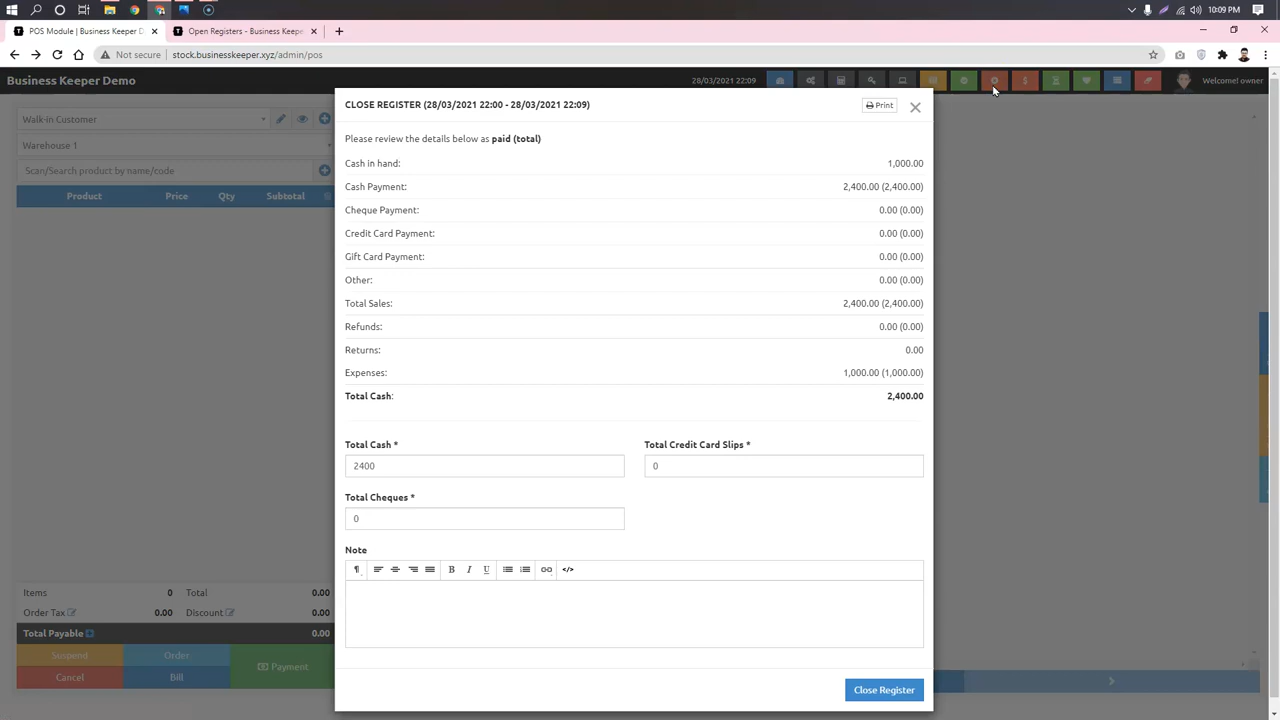 10:09 PM
POS Module | Business Keeper D
Open Registers - Business Keepe
Not secure
stock.businesskeeper.xyz/admin/pos
Business Keeper Demo
28/03/2021 22:09
Welcome! owner
CLOSE REGISTER (28/03/2021 22:00 - 28/03/2021 22:09)
Print
Walk-in Customer
Warehouse 1
Scan/Search product by name/code
Product Price Qty Subtotal
Please review the details below as paid (total)
Cash in hand: 1,000.00
Cash Payment: 2,400.00 (2,400.00)
Cheque Payment: 0.00 (0.00)
Credit Card Payment: 0.00 (0.00)
Gift Card Payment: 0.00 (0.00)
Other: 0.00 (0.00)
Total Sales: 2,400.00 (2,400.00)
Refunds: 0.00 (0.00)
Returns: 0.00
Expenses: 1,000.00 (1,000.00)
Total Cash: 2,400.00
Total Cash *
Total Credit Card Slips *
2400
0
Total Cheques *
0
Note
B I U
Items 0 Total 0.00
Order Tax 0.00 Discount 0.00
Total Payable 0.00
Suspend Order Payment
Cancel Bill
Close Register